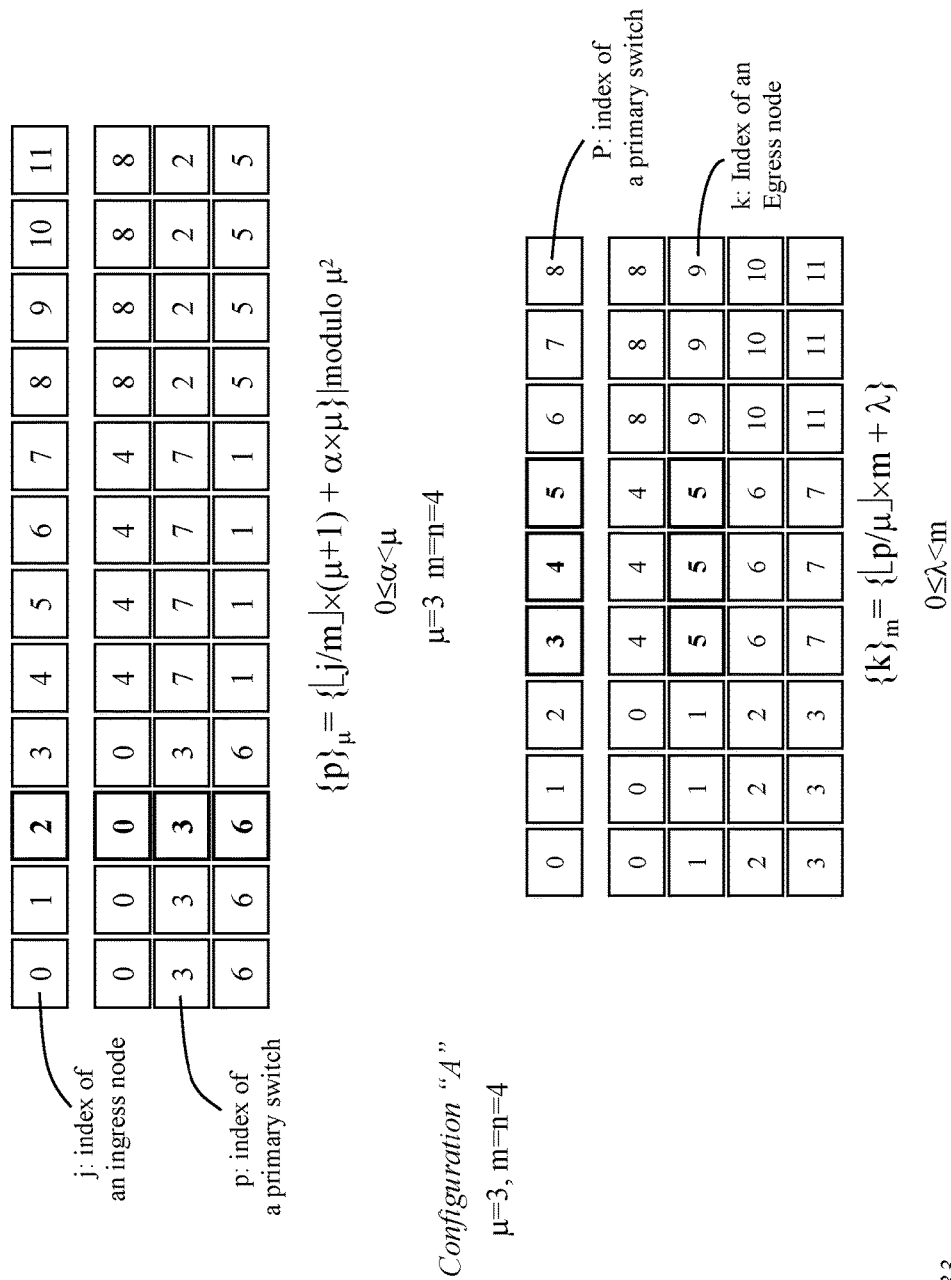 j: index of
an ingress node
0 1 2 3 4 5 6 7 8 9 10 11
0 0 0 0 4 4 4 4 8 8 8 8
3 3 3 3 7 7 7 7 2 2 2 2
6 6 6 6 1 1 1 1 5 5 5 5
p: index of
a primary switch
{p}μ = {⌊j/m⌋×(μ+1) + α×μ}|modulo μ²
0≤α<μ
μ=3 m=n=4
Configuration “A”
μ=3, m=n=4
0 1 2 3 4 5 6 7 8
0 0 0 4 4 4 8 8 8
1 1 1 5 5 5 9 9 9
2 2 2 6 6 6 10 10 10
3 3 3 7 7 7 11 11 11
P: index of
a primary switch
k: Index of an
Egress node
{k}m = {⌊p/μ⌋×m + λ}
0≤λ<m